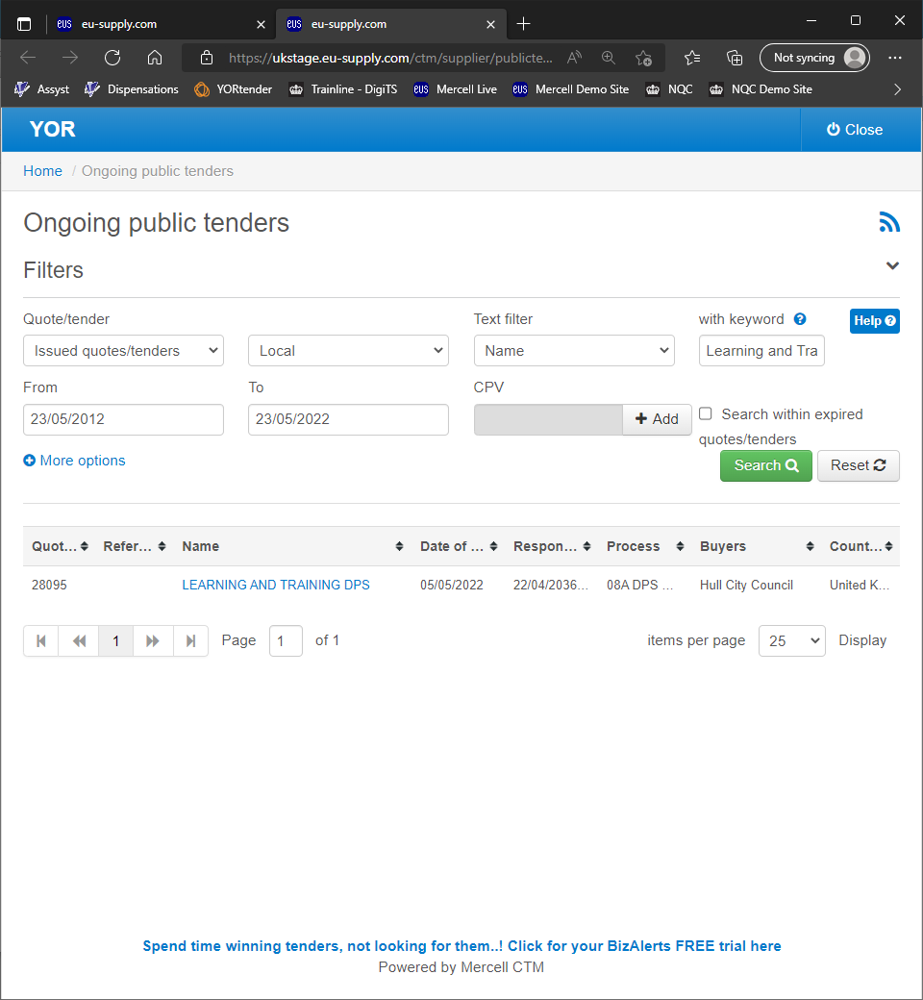 eus eu-supply.com
eus eu-supply.com
https://ukstage.eu-supply.com/ctm/supplier/publicte...
Not syncing
Assyst Dispensations YORtender Trainline - DigiTS eus Mercell Live eus Mercell Demo Site NQC NQC Demo Site
YOR Close
Home / Ongoing public tenders
Ongoing public tenders
Filters
Quote/tender Text filter with keyword ? Help ?
Issued quotes/tenders Local Name Learning and Tra
From To CPV
23/05/2012 23/05/2022 + Add Search within expired
quotes/tenders
More options
Search Reset
Quot... Refer... Name Date of ... Respon... Process Buyers Count...
28095 LEARNING AND TRAINING DPS 05/05/2022 22/04/2036... 08A DPS ... Hull City Council United K...
1 Page 1 of 1 items per page 25 Display
Spend time winning tenders, not looking for them..! Click for your BizAlerts FREE trial here
Powered by Mercell CTM